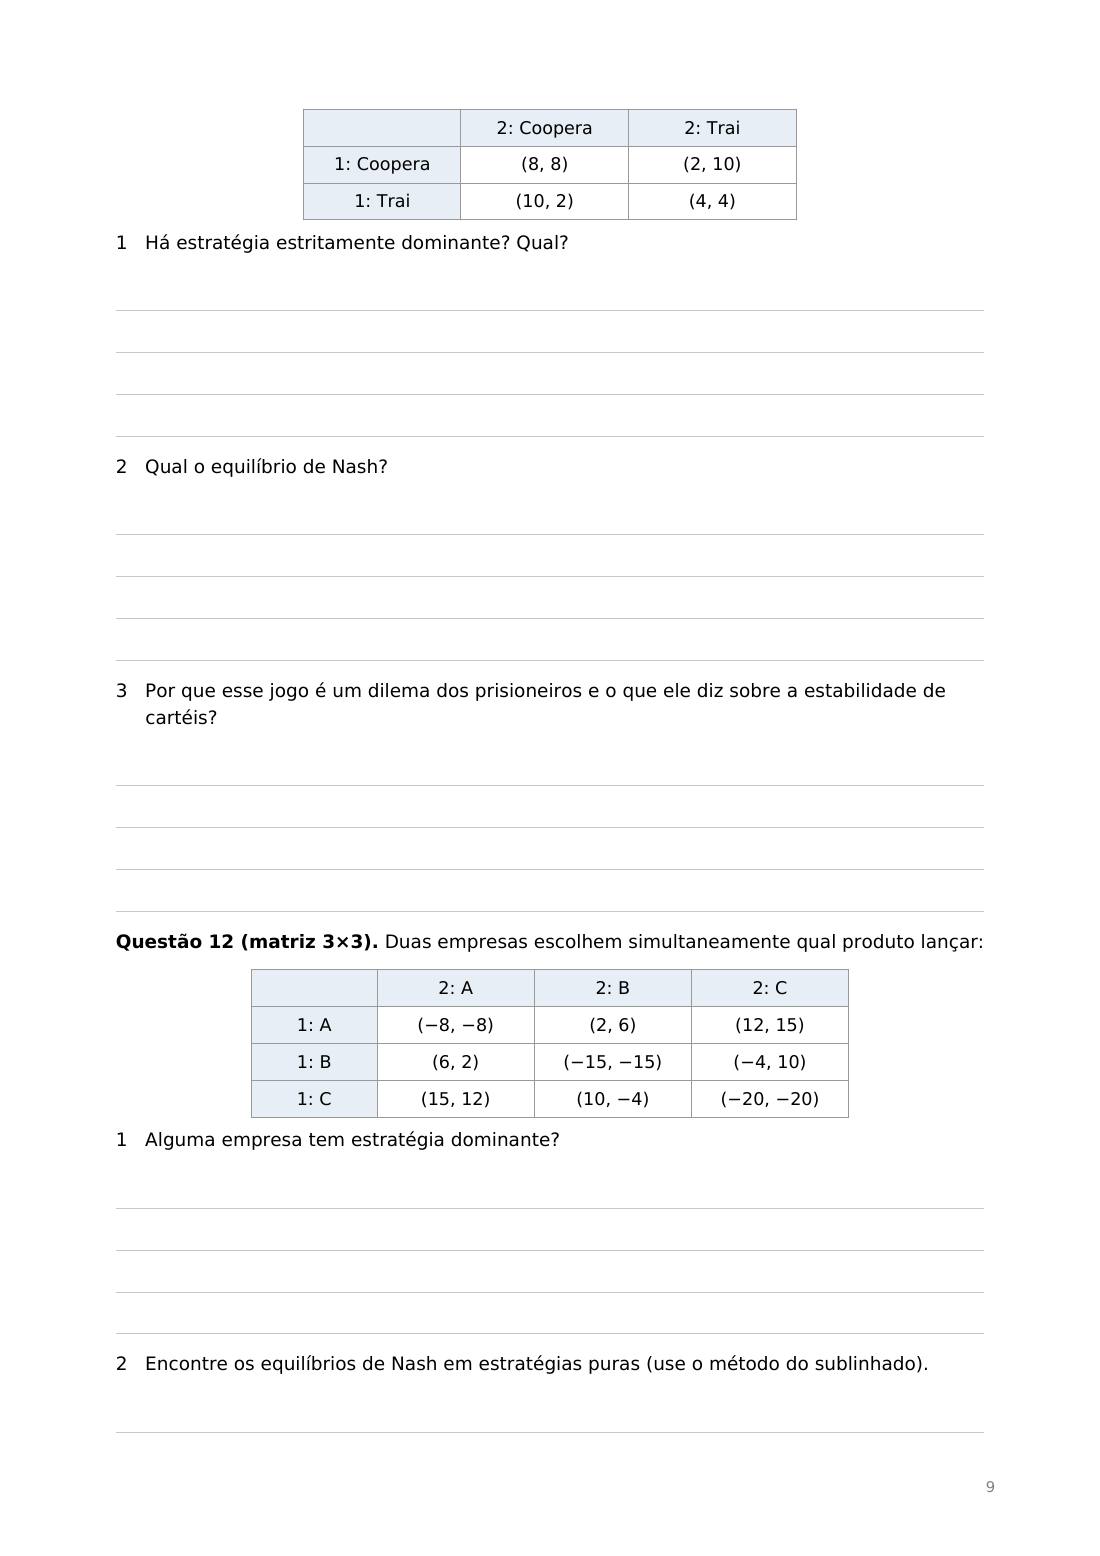 2: Coopera 2: Trai
1: Coopera (8, 8) (2, 10)
1: Trai (10, 2) (4, 4)
1 Há estratégia estritamente dominante? Qual?
2 Qual o equilíbrio de Nash?
3 Por que esse jogo é um dilema dos prisioneiros e o que ele diz sobre a estabilidade de
cartéis?
Questão 12 (matriz 3×3). Duas empresas escolhem simultaneamente qual produto lançar:
2: A 2: B 2: C
1: A (−8, −8) (2, 6) (12, 15)
1: B (6, 2) (−15, −15) (−4, 10)
1: C (15, 12) (10, −4) (−20, −20)
1 Alguma empresa tem estratégia dominante?
2 Encontre os equilíbrios de Nash em estratégias puras (use o método do sublinhado).
9